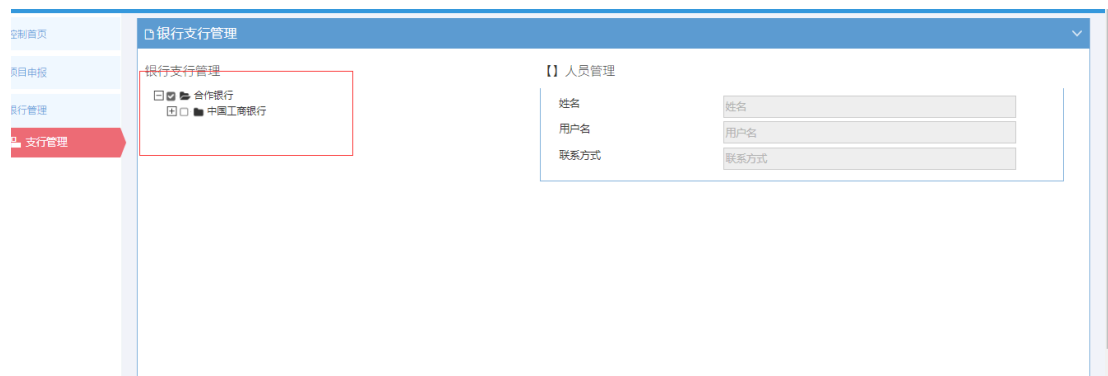 控制首页
项目申报
银行管理
支行管理
银行支行管理
银行支行管理
合作银行
中国工商银行
【】人员管理
姓名
姓名
用户名
用户名
联系方式
联系方式